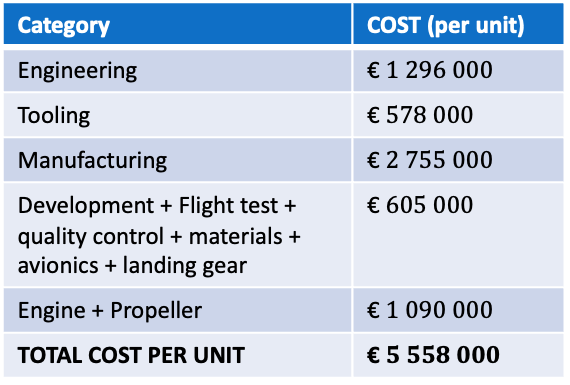 Category COST (per unit)
Engineering € 1 296 000
Tooling € 578 000
Manufacturing € 2 755 000
Development + Flight test + € 605 000
quality control + materials +
avionics + landing gear
Engine + Propeller € 1 090 000
TOTAL COST PER UNIT € 5 558 000